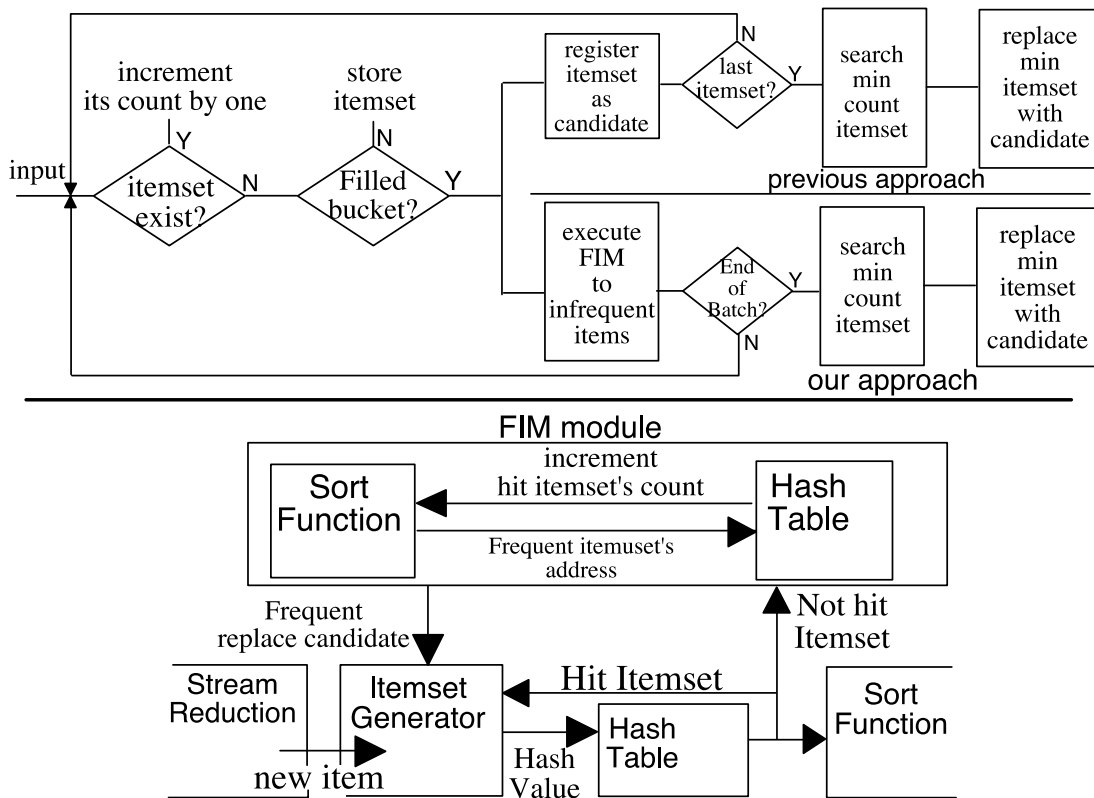 increment
its count by one
store
itemset
input
Y
itemset
exist?
N
N
Filled
bucket?
Y
register
itemset
as
candidate
N
last
itemset?
Y
search
min
count
itemset
replace
min
itemset
with
candidate
previous approach
execute
FIM
to
infrequent
items
End
of
Batch?
Y
N
search
min
count
itemset
replace
min
itemset
with
candidate
our approach
FIM module
Sort
Function
increment
hit itemset's count
Frequent itemuset's
address
Hash
Table
Frequent
replace candidate
Not hit
Itemset
Stream
Reduction
new item
Itemset
Generator
Hit Itemset
Hash
Value
Hash
Table
Sort
Function